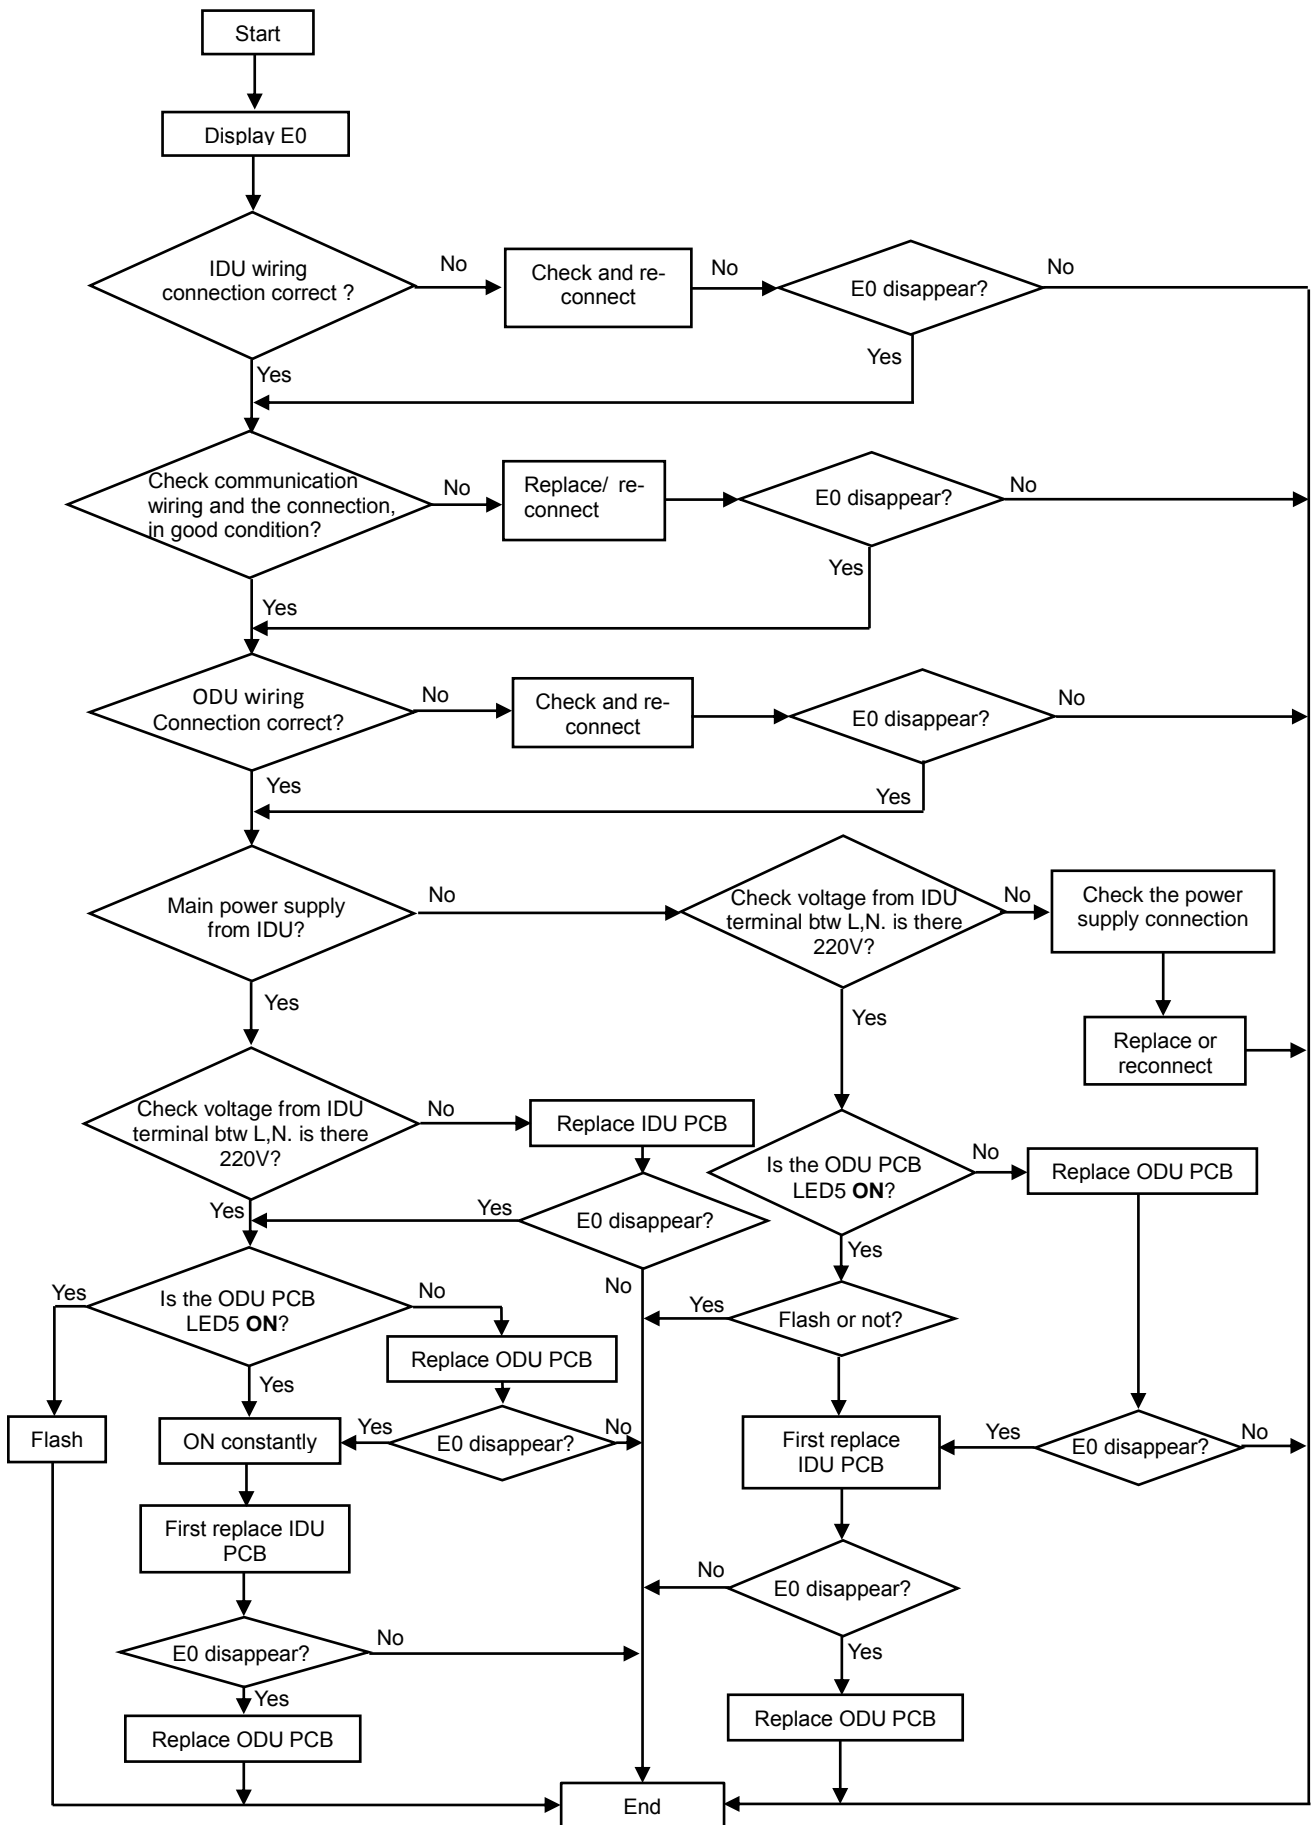 Start
Display E0
IDU wiring
connection correct ?
No
Check and re-
connect
No
E0 disappear?
No
Yes
Yes
Check communication
wiring and the connection,
in good condition?
No
Replace/ re-
connect
E0 disappear?
No
Yes
Yes
ODU wiring
Connection correct?
No
Check and re-
connect
E0 disappear?
No
Yes
Yes
Main power supply
from IDU?
No
Check voltage from IDU
terminal btw L,N. is there
220V?
No
Check the power
supply connection
Yes
Yes
Replace or
reconnect
Check voltage from IDU
terminal btw L,N. is there
220V?
No
Replace IDU PCB
Is the ODU PCB
LED5 ON?
No
Replace ODU PCB
Yes
Yes
E0 disappear?
Yes
No
Yes
Is the ODU PCB
LED5 ON?
No
Yes
Flash or not?
Replace ODU PCB
Yes
Flash
ON constantly
Yes
E0 disappear?
No
First replace
IDU PCB
Yes
E0 disappear?
No
First replace IDU
PCB
No
E0 disappear?
E0 disappear?
No
Yes
Yes
Replace ODU PCB
Replace ODU PCB
End